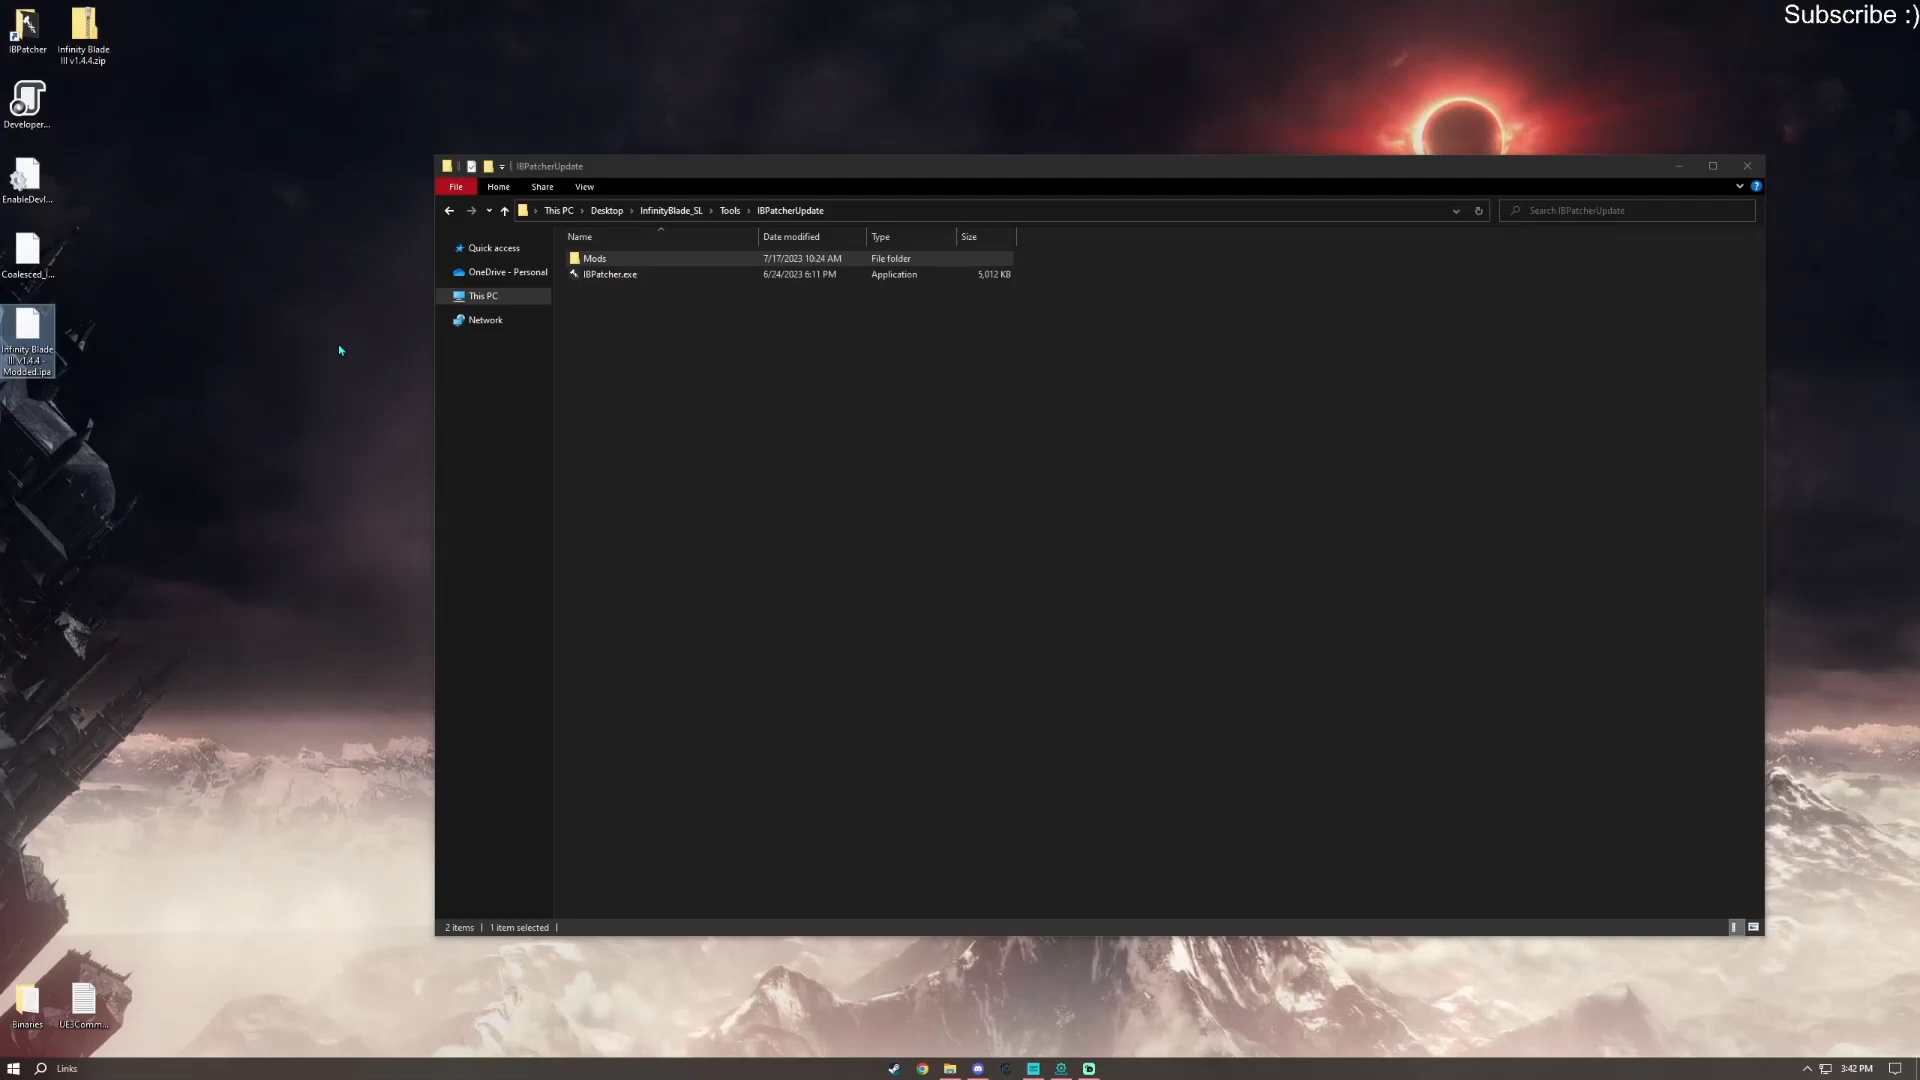 Subscribe :)
IBPatcher
Infinity Blade
III v1.4.4.zip
Developer...
EnableDevI...
Coalesced_I...
Infinity Blade
III v1.4.4 -
Modded.ipa
Binaries
UE3Comm...
IBPatcherUpdate
File
Home
Share
View
This PC
Desktop
InfinityBlade_SL
Tools
IBPatcherUpdate
Search IBPatcherUpdate
Quick access
OneDrive - Personal
This PC
Network
Name
Date modified
Type
Size
Mods
7/17/2023 10:24 AM
File folder
IBPatcher.exe
6/24/2023 6:11 PM
Application
5,012 KB
2 items
1 item selected
Links
3:42 PM